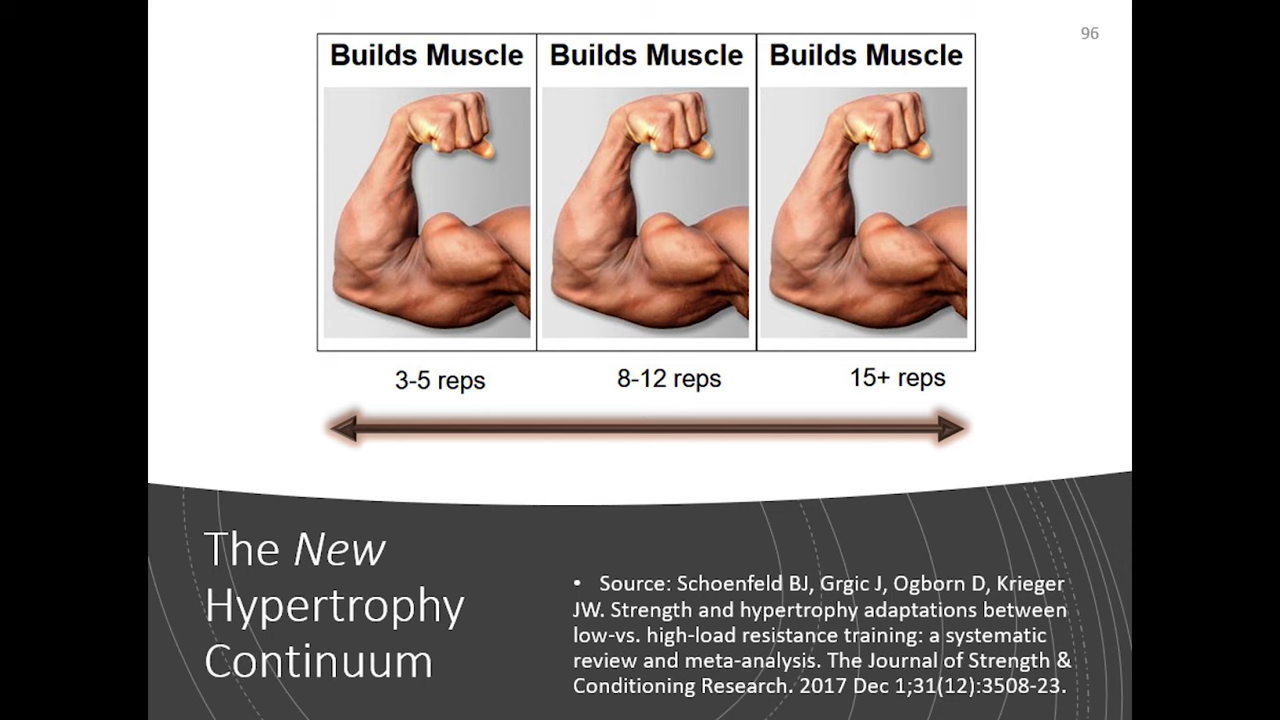 96
Builds Muscle
Builds Muscle
Builds Muscle
3-5 reps
8-12 reps
15+ reps
The New
Hypertrophy
Continuum
• Source: Schoenfeld BJ, Grgic J, Ogborn D, Krieger
JW. Strength and hypertrophy adaptations between
low-vs. high-load resistance training: a systematic
review and meta-analysis. The Journal of Strength &
Conditioning Research. 2017 Dec 1;31(12):3508-23.